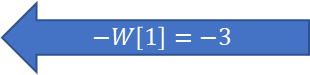 −W[1] = −3